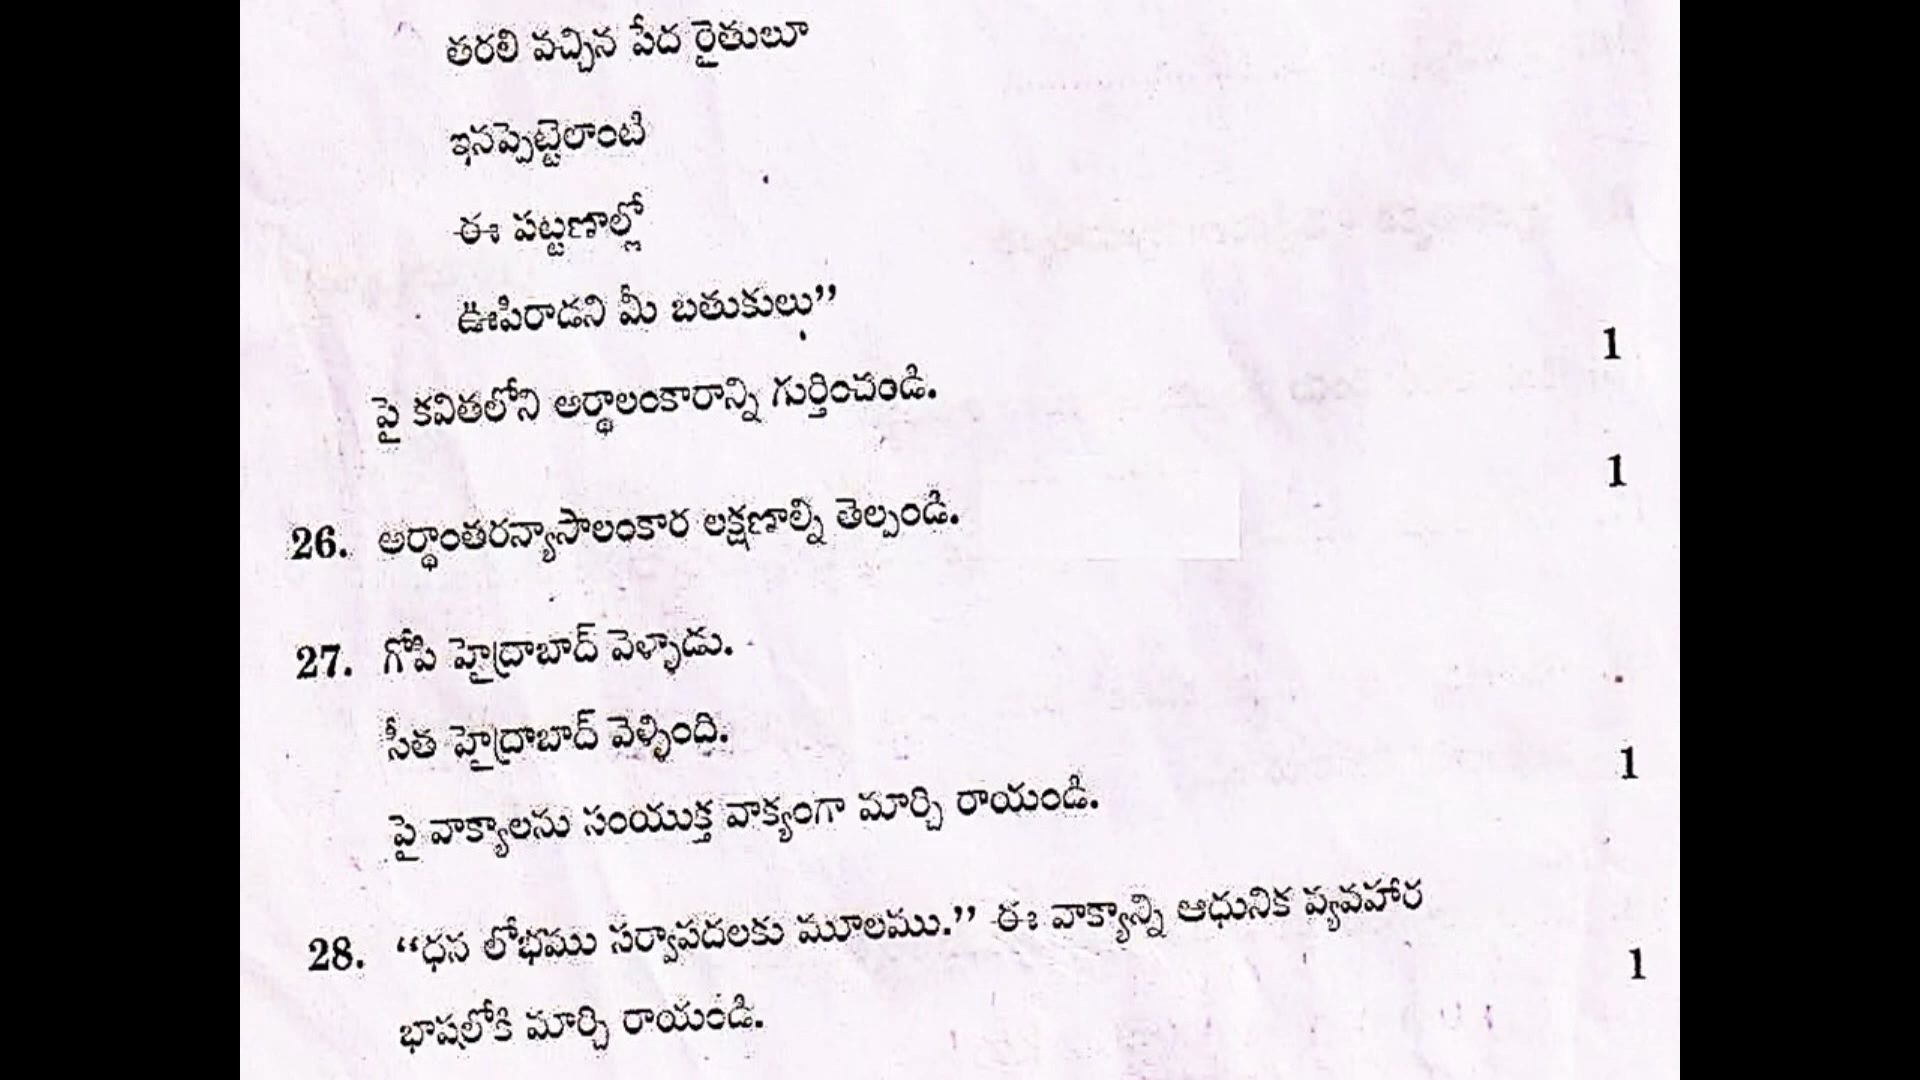 తరలి వచ్చిన పేద రైతులూ
ఇనప్పెట్టెలాంటి
ఈ పట్టణాల్లో
ఊపిరాడని మీ బతుకులు”
1
పై కవితలోని అర్థాలంకారాన్ని గుర్తించండి.
1
26. అర్థాంతరన్యాసాలంకార లక్షణాల్ని తెల్పండి.
27. గోపి హైద్రాబాద్ వెళ్ళాడు.
సీత హైద్రాబాద్ వెళ్ళింది.
1
పై వాక్యాలను సంయుక్త వాక్యంగా మార్చి రాయండి.
28. “ధన లోభము సర్వాపదలకు మూలము.” ఈ వాక్యాన్ని ఆధునిక వ్యవహార
1
భాషలోకి మార్చి రాయండి.